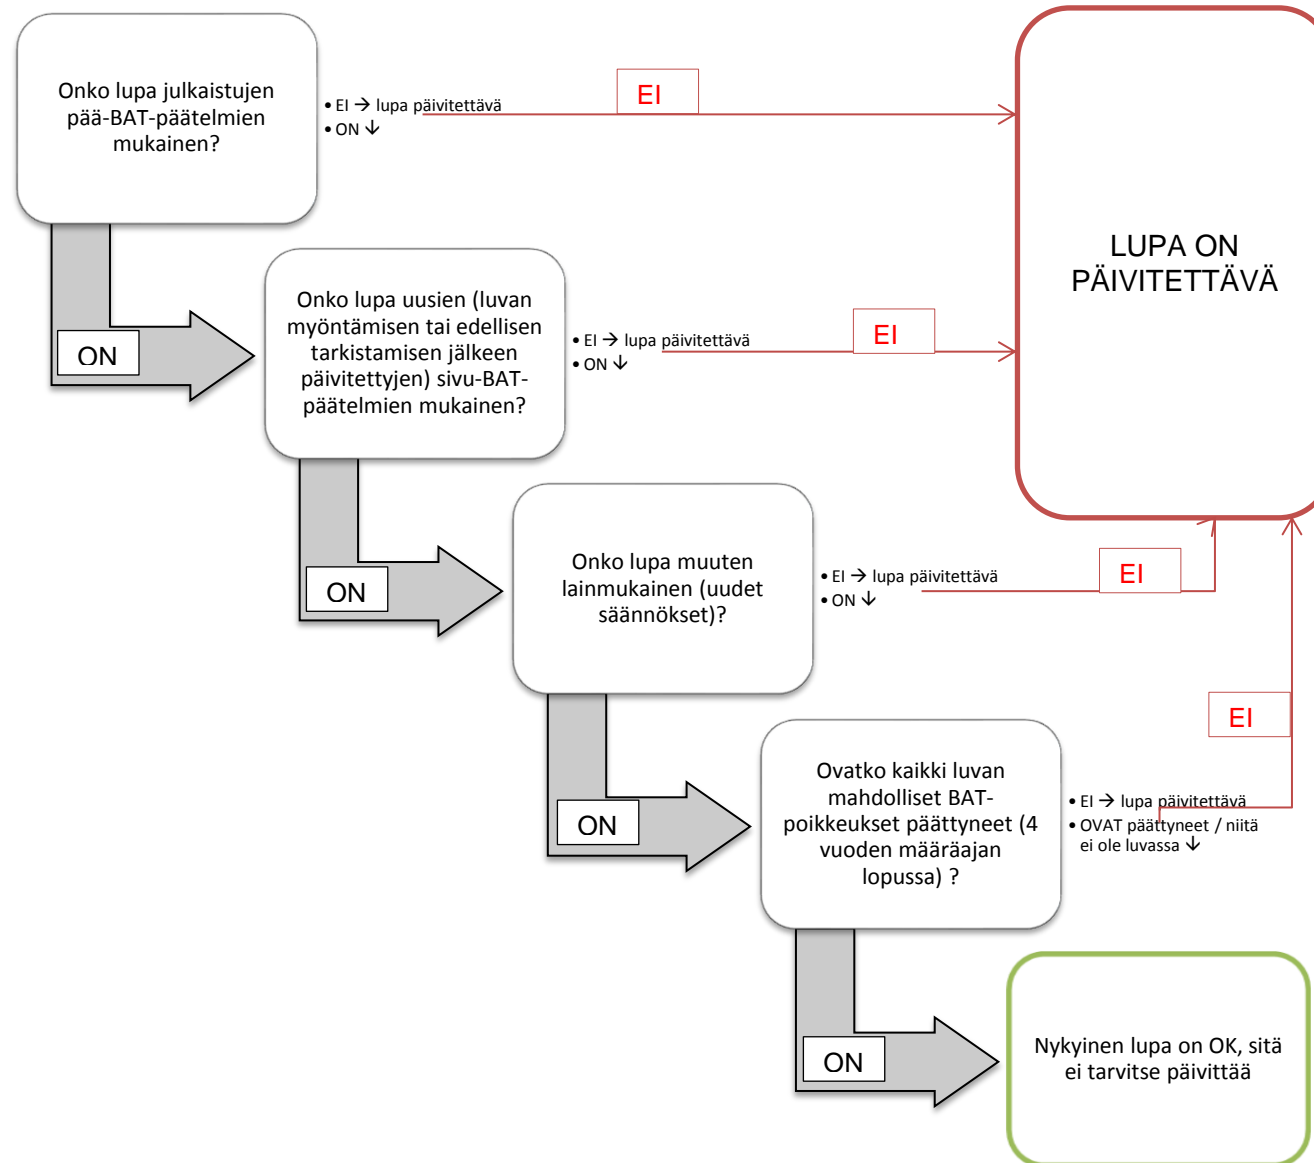 Onko lupa julkaistujen
pää-BAT-päätelmien
mukainen?
• EI → lupa päivitettävä
• ON ↓
EI
LUPA ON
PÄIVITETTÄVÄ
ON
Onko lupa uusien (luvan
myöntämisen tai edellisen
tarkistamisen jälkeen
päivitettyjen) sivu-BAT-
päätelmien mukainen?
• EI → lupa päivitettävä
• ON ↓
EI
ON
Onko lupa muuten
lainmukainen (uudet
säännökset)?
• EI → lupa päivitettävä
• ON ↓
EI
ON
Ovatko kaikki luvan
mahdolliset BAT-
poikkeukset päättyneet (4
vuoden määräajan
lopussa) ?
• EI → lupa päivitettävä
• OVAT päättyneet / niitä
ei ole luvassa ↓
EI
ON
Nykyinen lupa on OK, sitä
ei tarvitse päivittää